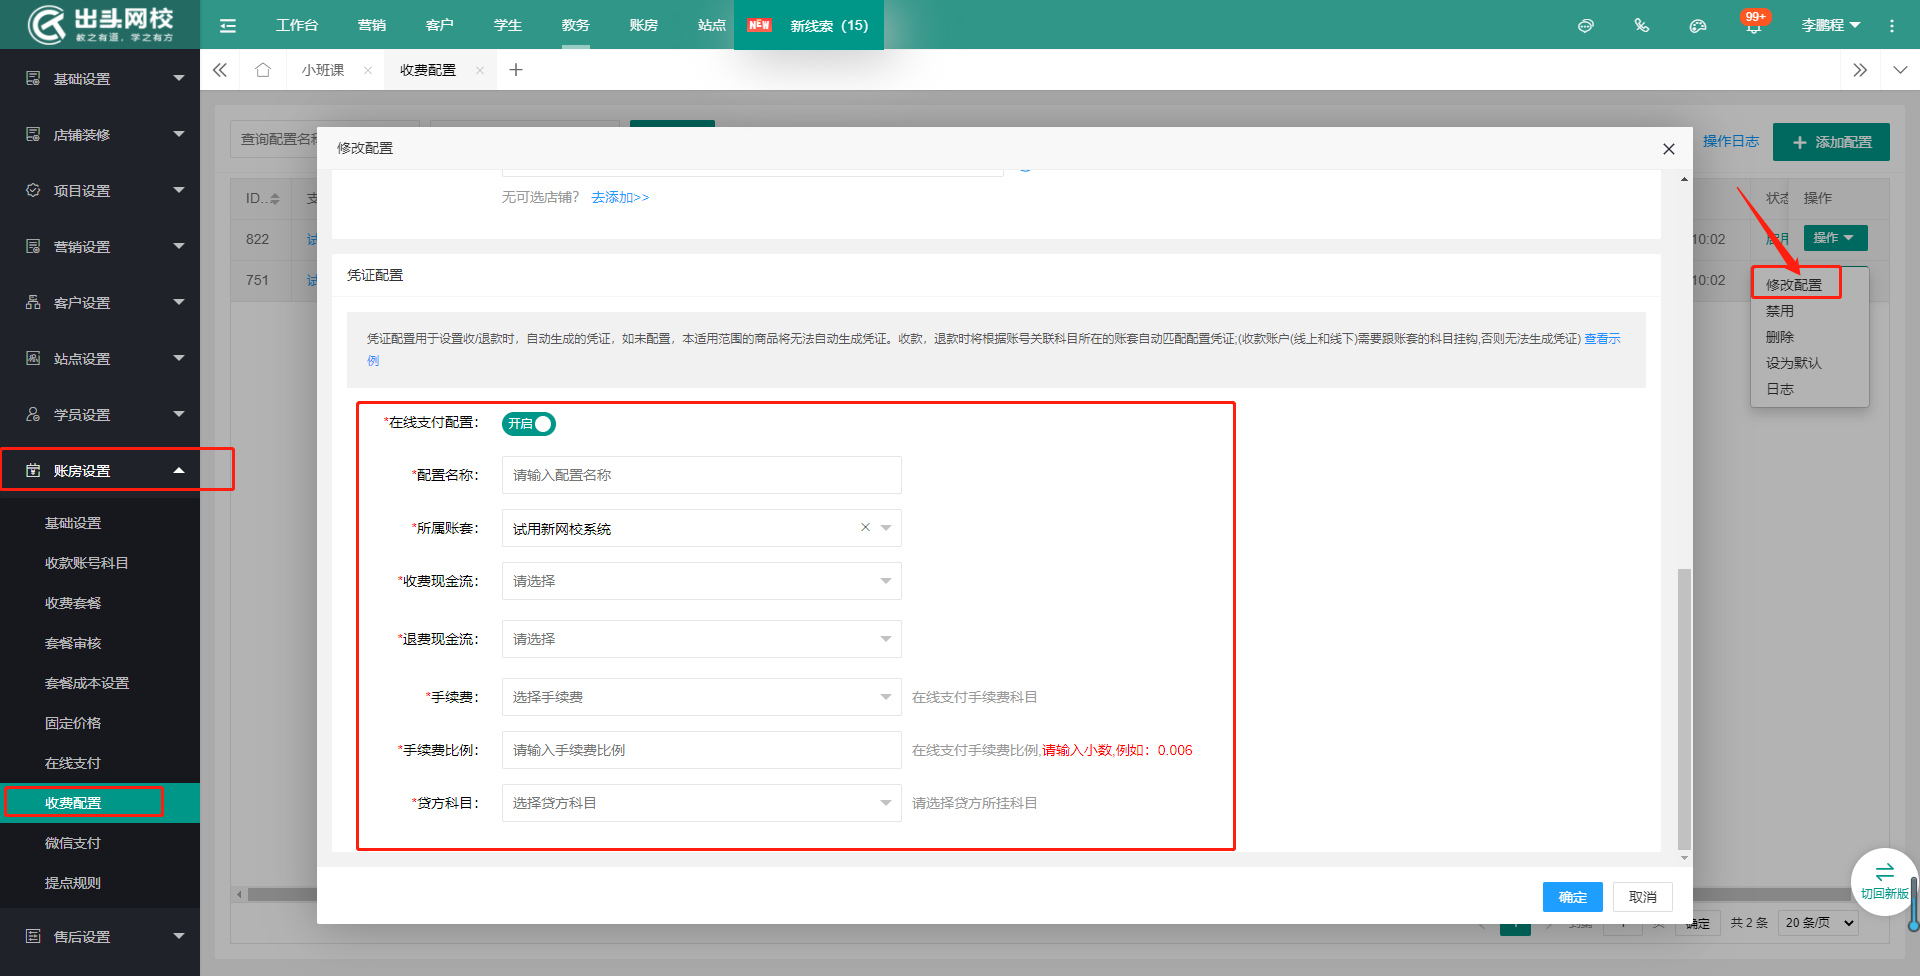 出头网校
教之有道，学之有方
工作台
营销
客户
学生
教务
账房
站点
NEW
新线索（15）
99+
李鹏程
小班课
收费配置
基础设置
店铺装修
项目设置
营销设置
客户设置
站点设置
学员设置
账房设置
基础设置
收款账号科目
收费套餐
套餐审核
套餐成本设置
固定价格
在线支付
收费配置
微信支付
提点规则
售后设置
查询配置名称
操作日志
添加配置
ID..
支
状态
操作
822
试
10:02
启用
操作
751
试
10:02
修改配置
禁用
删除
设为默认
日志
修改配置
无可选店铺？ 去添加>>
凭证配置
凭证配置用于设置收/退款时，自动生成的凭证，如未配置，本适用范围的商品将无法自动生成凭证。收款，退款时将根据账号关联科目所在的账套自动匹配配置凭证;(收款账户(线上和线下)需要跟账套的科目挂钩,否则无法生成凭证) 查看示
例
*在线支付配置： 开启
*配置名称： 请输入配置名称
*所属账套： 试用新网校系统
*收费现金流： 请选择
*退费现金流： 请选择
*手续费： 选择手续费 在线支付手续费科目
*手续费比例： 请输入手续费比例 在线支付手续费比例,请输入小数,例如：0.006
*贷方科目： 选择贷方科目 请选择贷方所挂科目
确定
取消
切回新版
1
到第
1
页
确定
共 2 条
20 条/页